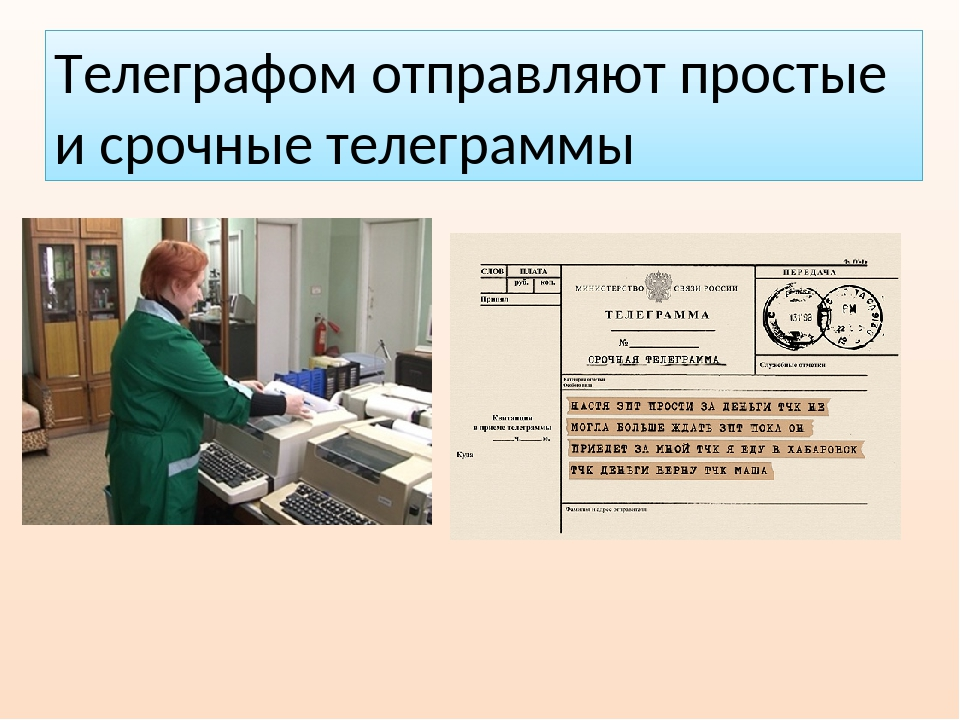 Телеграфом отправляют простые
и срочные телеграммы
СЛОВ ПЛАТА
руб. коп.
Принял
МИНИСТЕРСТВО СВЯЗИ РОССИИ
ТЕЛЕГРАММА
№
СРОЧНАЯ ТЕЛЕГРАММА
ПЕРЕДАЧА
Служебные отметки
НАСТЯ ЗПТ ПРОСТИ ЗА ДЕНЬГИ ТЧК НЕ
МОГЛА БОЛЬШЕ ЖДАТЬ ЗПТ ПОКА ОН
ПРИЕДЕТ ЗА МНОЙ ТЧК Я ЕДУ В ХАБАРОВСК
ТЧК ДЕНЬГИ ВЕРНУ ТЧК МАША
Квитанция
в приеме телеграммы
ч. м.
Куда
Фамилия и адрес отправителя